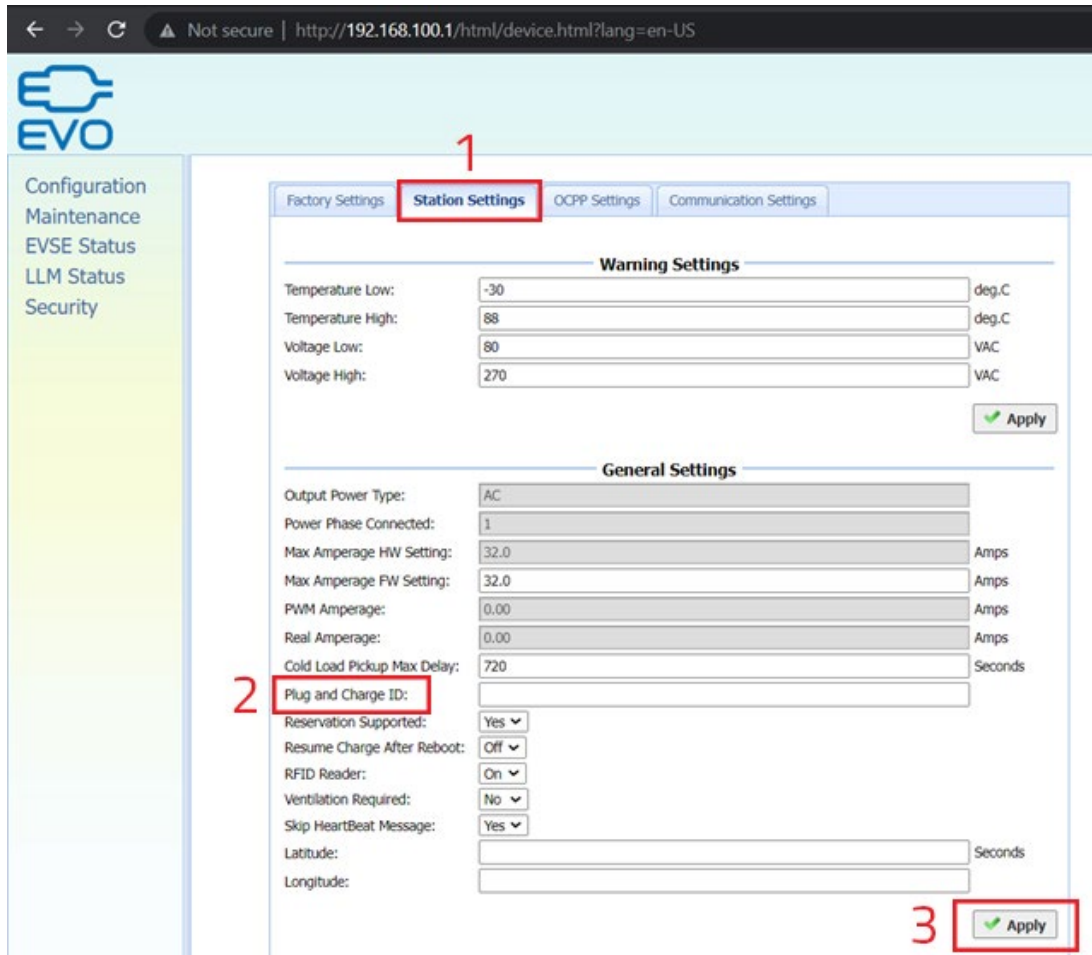 Not secure | http://192.168.100.1/html/device.html?lang=en-US
EVO
Configuration
Maintenance
EVSE Status
LLM Status
Security
1
Factory Settings Station Settings OCPP Settings Communication Settings
Warning Settings
Temperature Low: -30 deg.C
Temperature High: 88 deg.C
Voltage Low: 80 VAC
Voltage High: 270 VAC
Apply
General Settings
Output Power Type: AC
Power Phase Connected: 1
Max Amperage HW Setting: 32.0 Amps
Max Amperage FW Setting: 32.0 Amps
PWM Amperage: 0.00 Amps
Real Amperage: 0.00 Amps
Cold Load Pickup Max Delay: 720 Seconds
2 Plug and Charge ID:
Reservation Supported: Yes
Resume Charge After Reboot: Off
RFID Reader: On
Ventilation Required: No
Skip HeartBeat Message: Yes
Latitude: Seconds
Longitude:
3 Apply